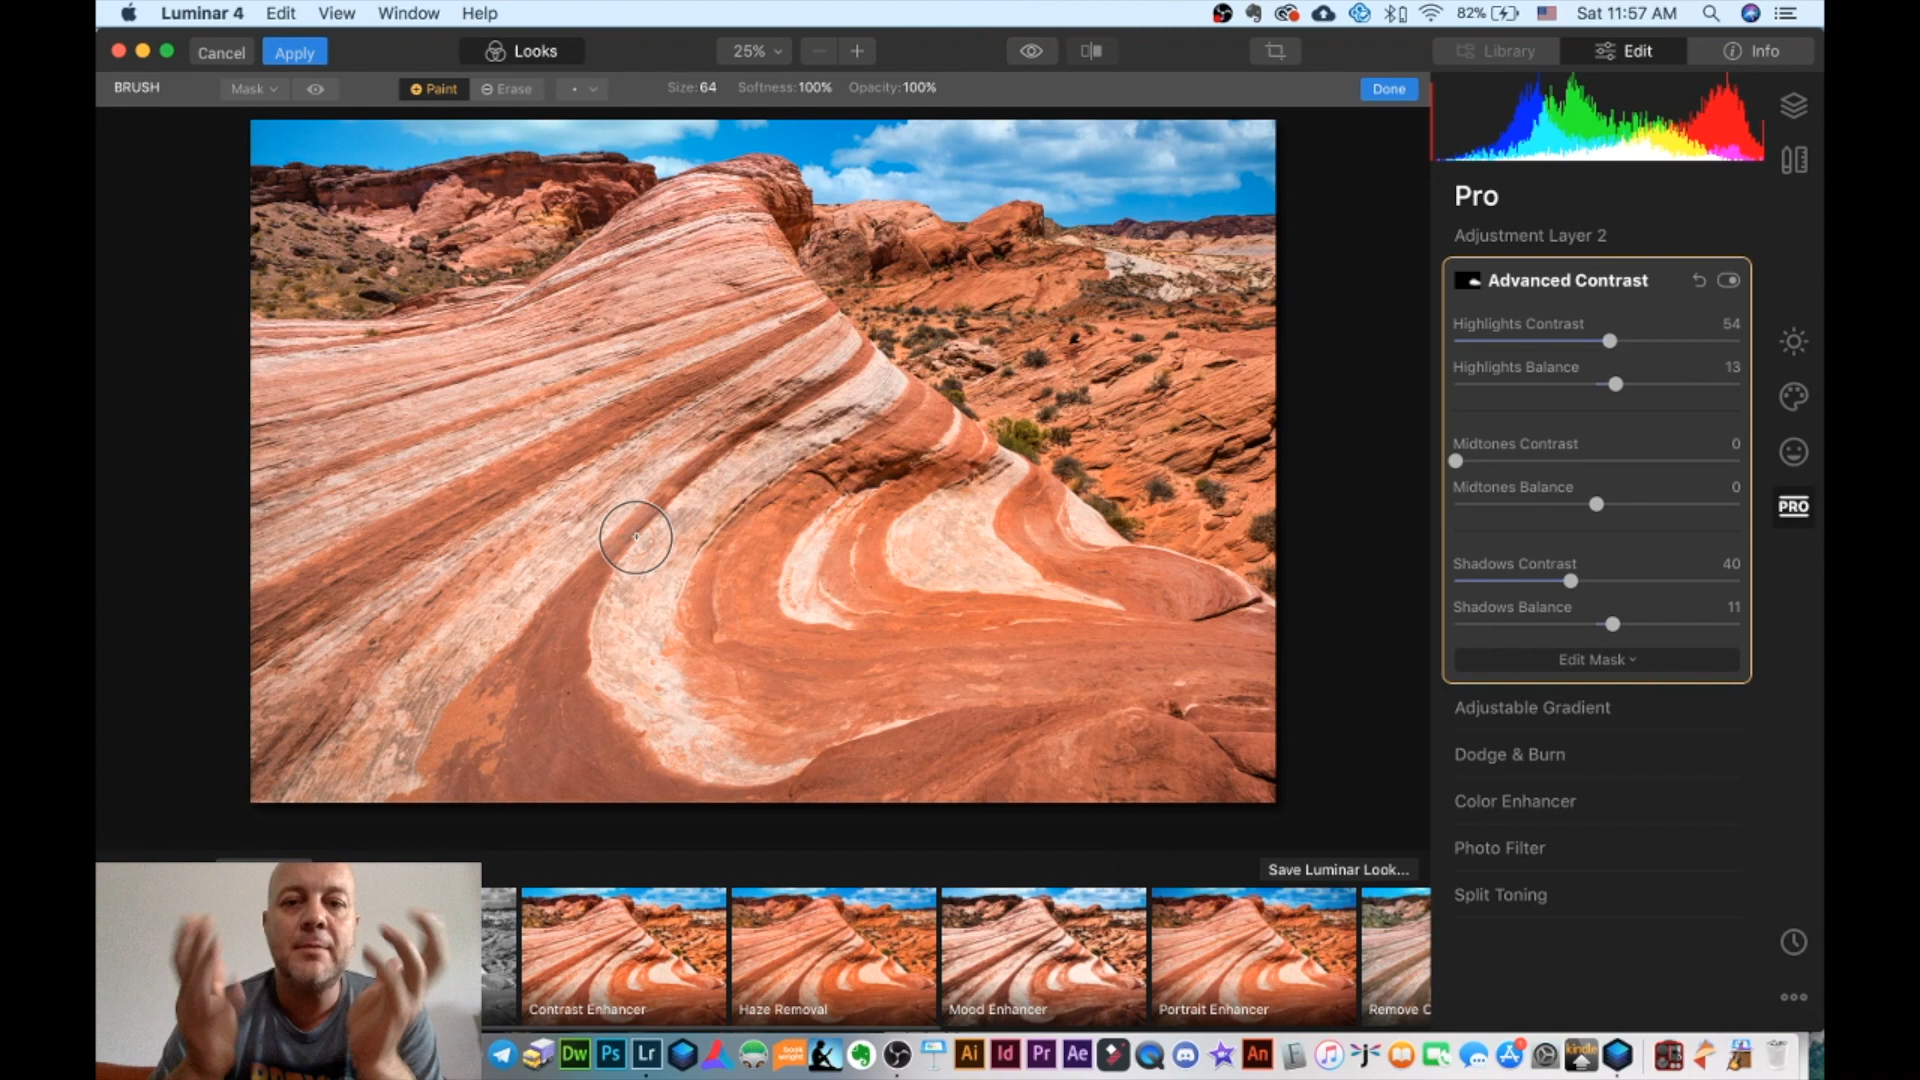 Luminar 4 Edit View Window Help 82% Sat 11:57 AM
Cancel Apply Looks 25% Library Edit Info
BRUSH Mask Paint Erase Size: 64 Softness: 100% Opacity: 100% Done
Pro
Adjustment Layer 2
Advanced Contrast
Highlights Contrast 54
Highlights Balance 13
Midtones Contrast 0
Midtones Balance 0
Shadows Contrast 40
Shadows Balance 11
Edit Mask
Adjustable Gradient
Dodge & Burn
Color Enhancer
Photo Filter
Split Toning
PRO
Save Luminar Look...
Contrast Enhancer Haze Removal Mood Enhancer Portrait Enhancer Remove C
Dw Ps Lr Ai Id Pr Ae An kindle